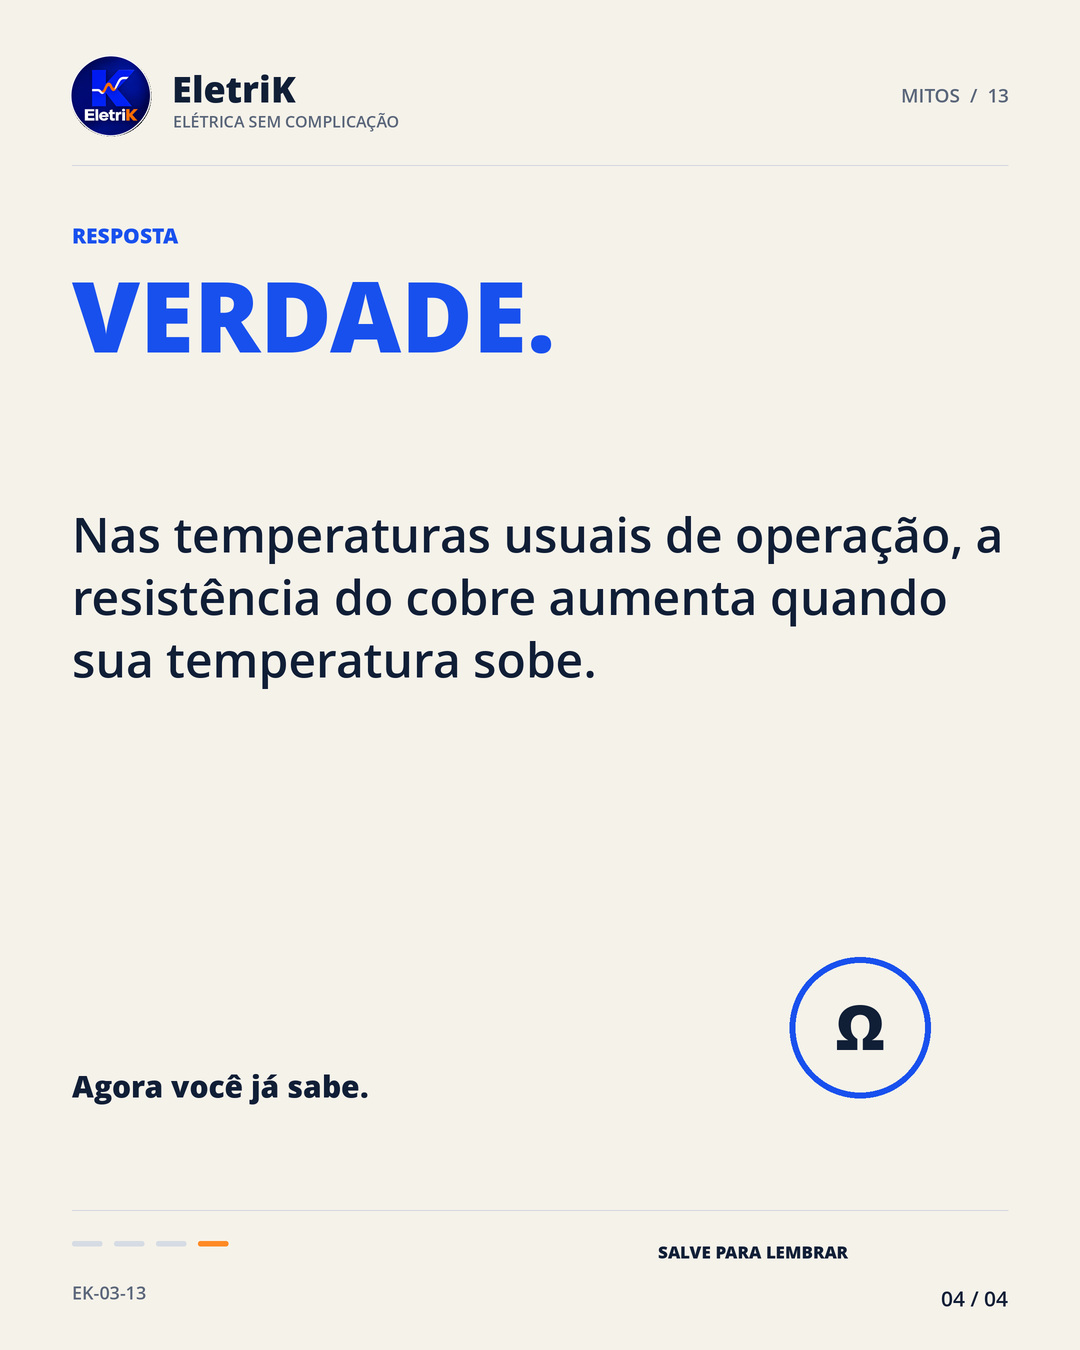 EletriK
EletriK
ELÉTRICA SEM COMPLICAÇÃO
MITOS / 13
RESPOSTA
VERDADE.
Nas temperaturas usuais de operação, a
resistência do cobre aumenta quando
sua temperatura sobe.
Ω
Agora você já sabe.
SALVE PARA LEMBRAR
EK-03-13
04 / 04